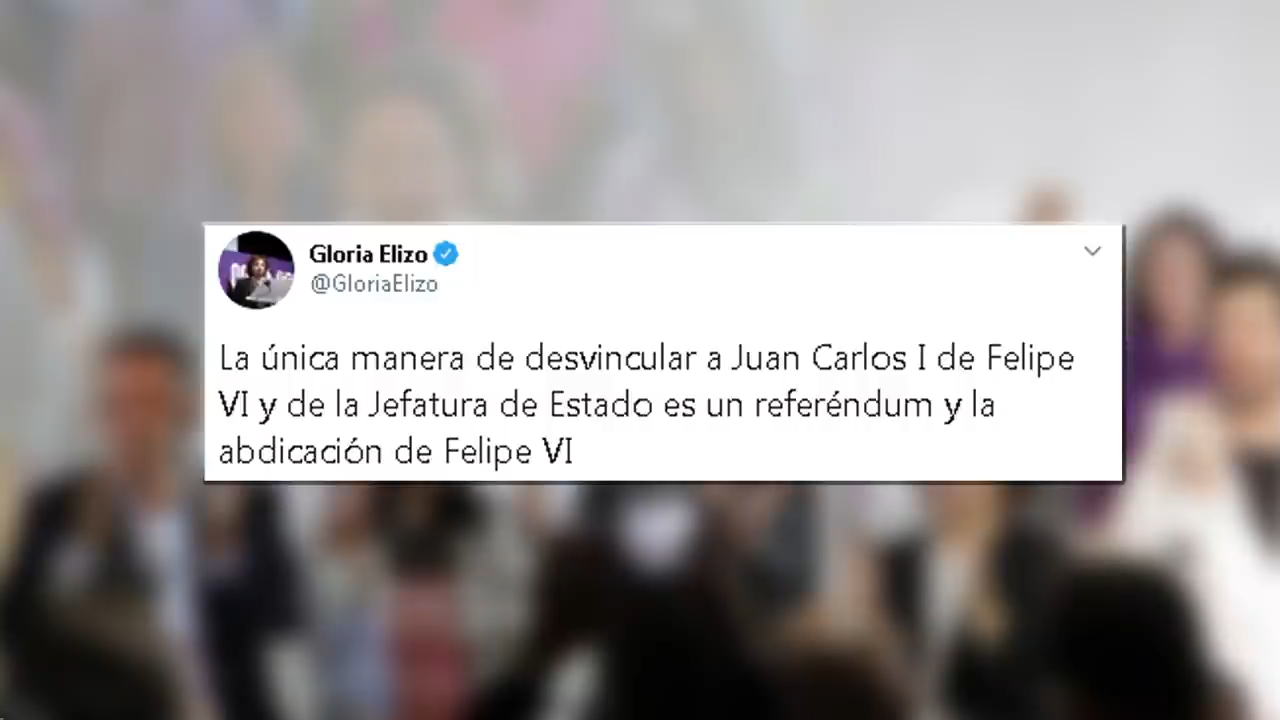 Gloria Elizo
@GloriaElizo
La única manera de desvincular a Juan Carlos I de Felipe
VI y de la Jefatura de Estado es un referéndum y la
abdicación de Felipe VI